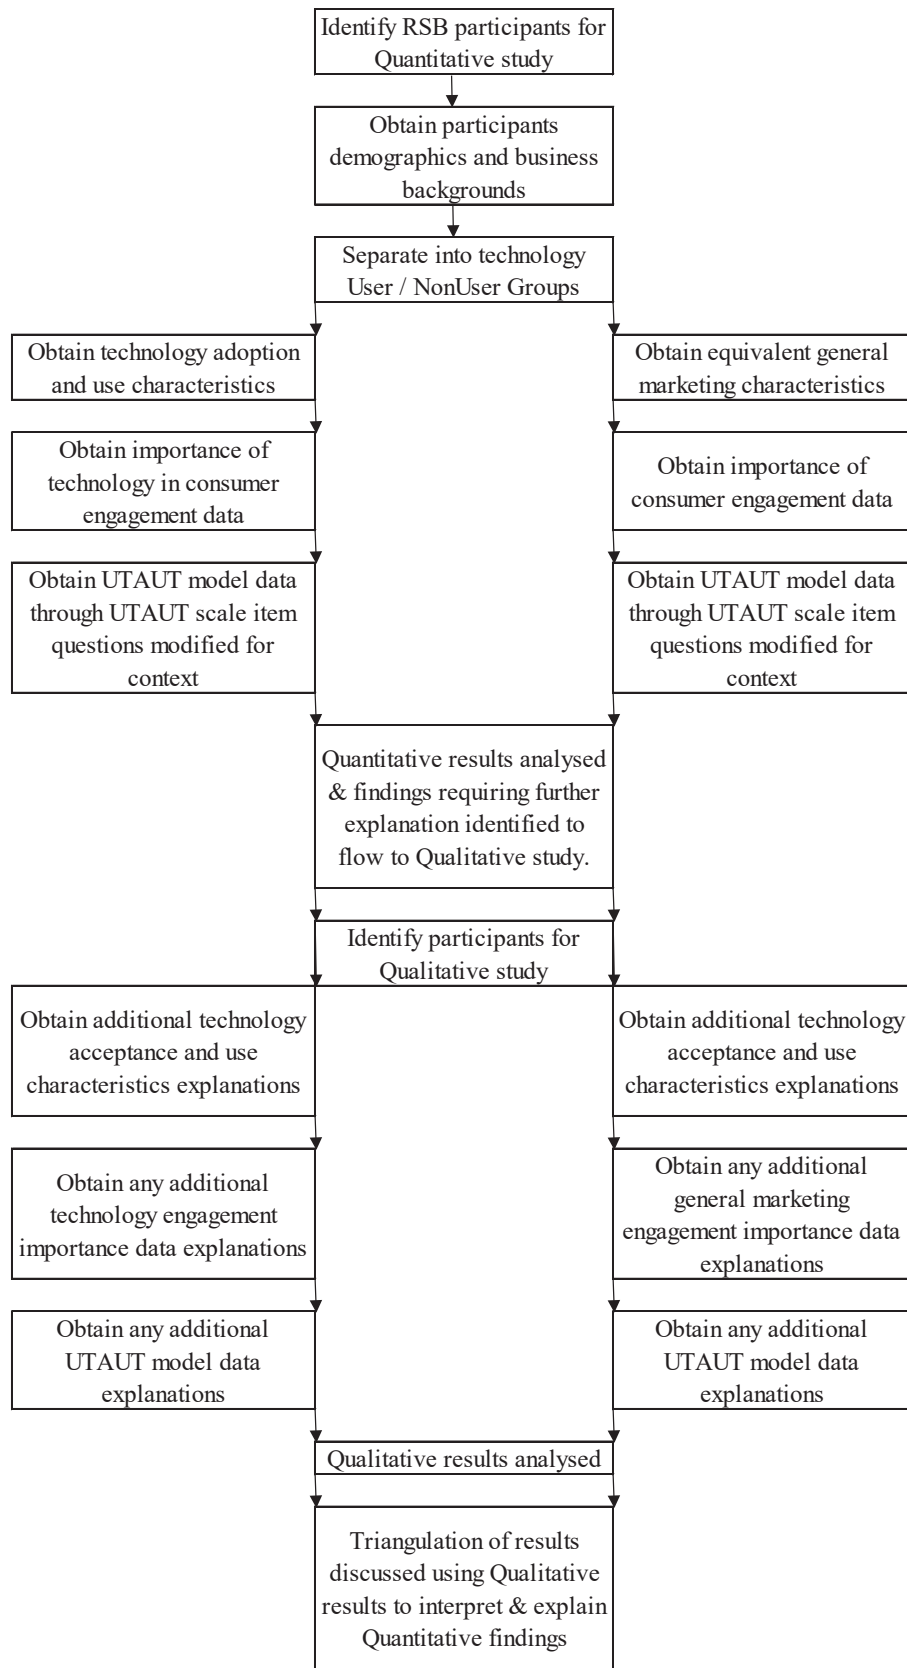 Identify RSB participants for
Quantitative study
Obtain participants
demographics and business
backgrounds
Separate into technology
User / NonUser Groups
Obtain technology adoption
and use characteristics
Obtain equivalent general
marketing characteristics
Obtain importance of
technology in consumer
engagement data
Obtain importance of
consumer engagement data
Obtain UTAUT model data
through UTAUT scale item
questions modified for
context
Obtain UTAUT model data
through UTAUT scale item
questions modified for
context
Quantitative results analysed
& findings requiring further
explanation identified to
flow to Qualitative study.
Identify participants for
Qualitative study
Obtain additional technology
acceptance and use
characteristics explanations
Obtain additional technology
acceptance and use
characteristics explanations
Obtain any additional
technology engagement
importance data explanations
Obtain any additional
general marketing
engagement importance data
explanations
Obtain any additional
UTAUT model data
explanations
Obtain any additional
UTAUT model data
explanations
Qualitative results analysed
Triangulation of results
discussed using Qualitative
results to interpret & explain
Quantitative findings